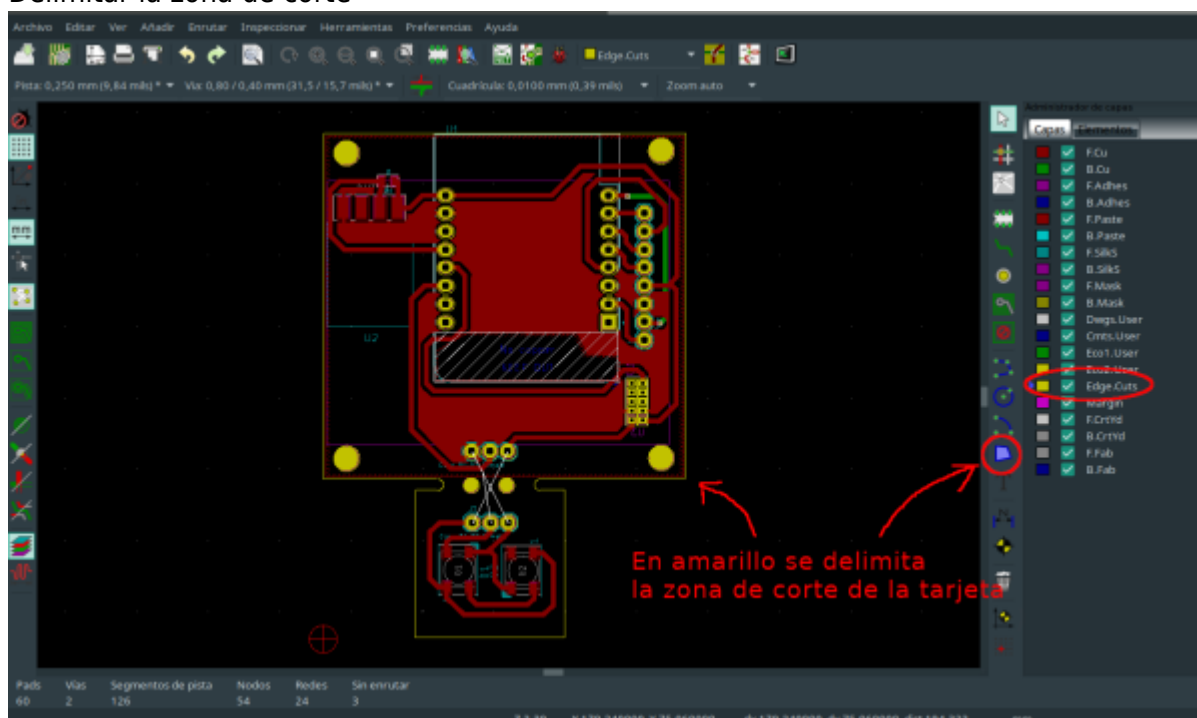 Delimitar la zona de corte
Archivo Editar Ver Añadir Enrutar Inspeccionar Herramientas Preferencias Ayuda
Edge.Cuts
Pista: 0,250 mm (9,84 mils) * Vía: 0,80 / 0,40 mm (31,5 / 15,7 mils) * Cuadrícula: 0,0100 mm (0,39 mils) Zoom auto
Administrador de capas
Capas Elementos
F.Cu
B.Cu
F.Adhes
B.Adhes
F.Paste
B.Paste
F.SilkS
B.SilkS
F.Mask
B.Mask
Dwgs.User
Cmts.User
Eco1.User
Eco2.User
Edge.Cuts
Margin
F.CrtYd
B.CrtYd
F.Fab
B.Fab
U1
U2
En amarillo se delimita
la zona de corte de la tarjeta
Pads Vías Segmentos de pista Nodos Redes Sin enrutar
60 2 126 54 24 3
mm